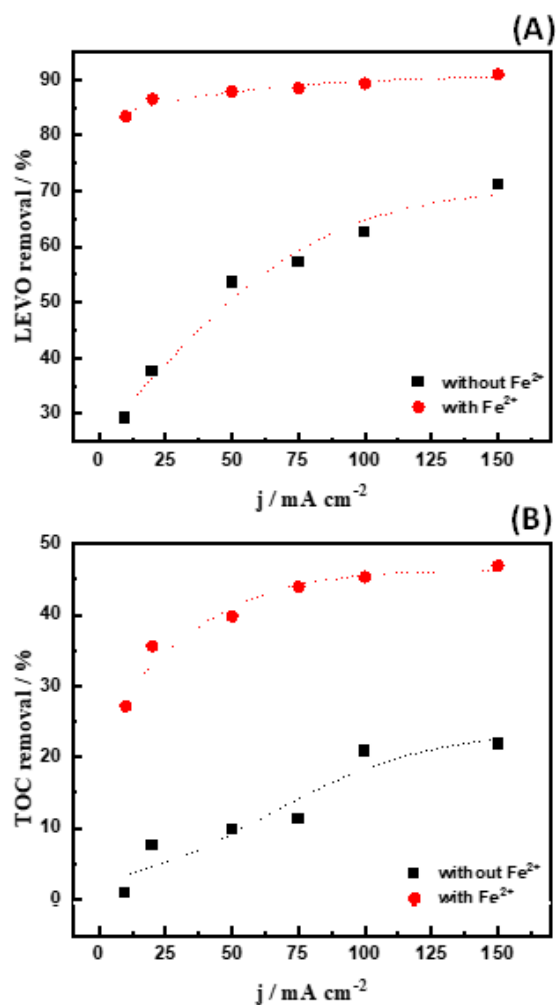 (A)
LEVO removal / %
90
80
70
60
50
40
30
without Fe²⁺
with Fe²⁺
0 25 50 75 100 125 150
j / mA cm⁻²
(B)
TOC removal / %
50
40
30
20
10
0
without Fe²⁺
with Fe²⁺
0 25 50 75 100 125 150
j / mA cm⁻²